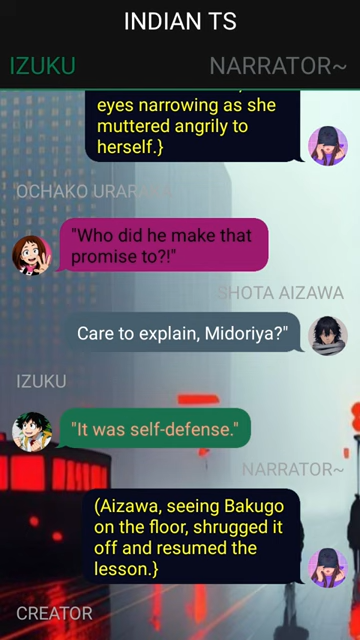 INDIAN TS
IZUKU
NARRATOR~
eyes narrowing as she
muttered angrily to
herself.}
OCHAKO URARAKA
"Who did he make that
promise to?!"
SHOTA AIZAWA
Care to explain, Midoriya?"
IZUKU
"It was self-defense."
NARRATOR~
(Aizawa, seeing Bakugo
on the floor, shrugged it
off and resumed the
lesson.}
CREATOR